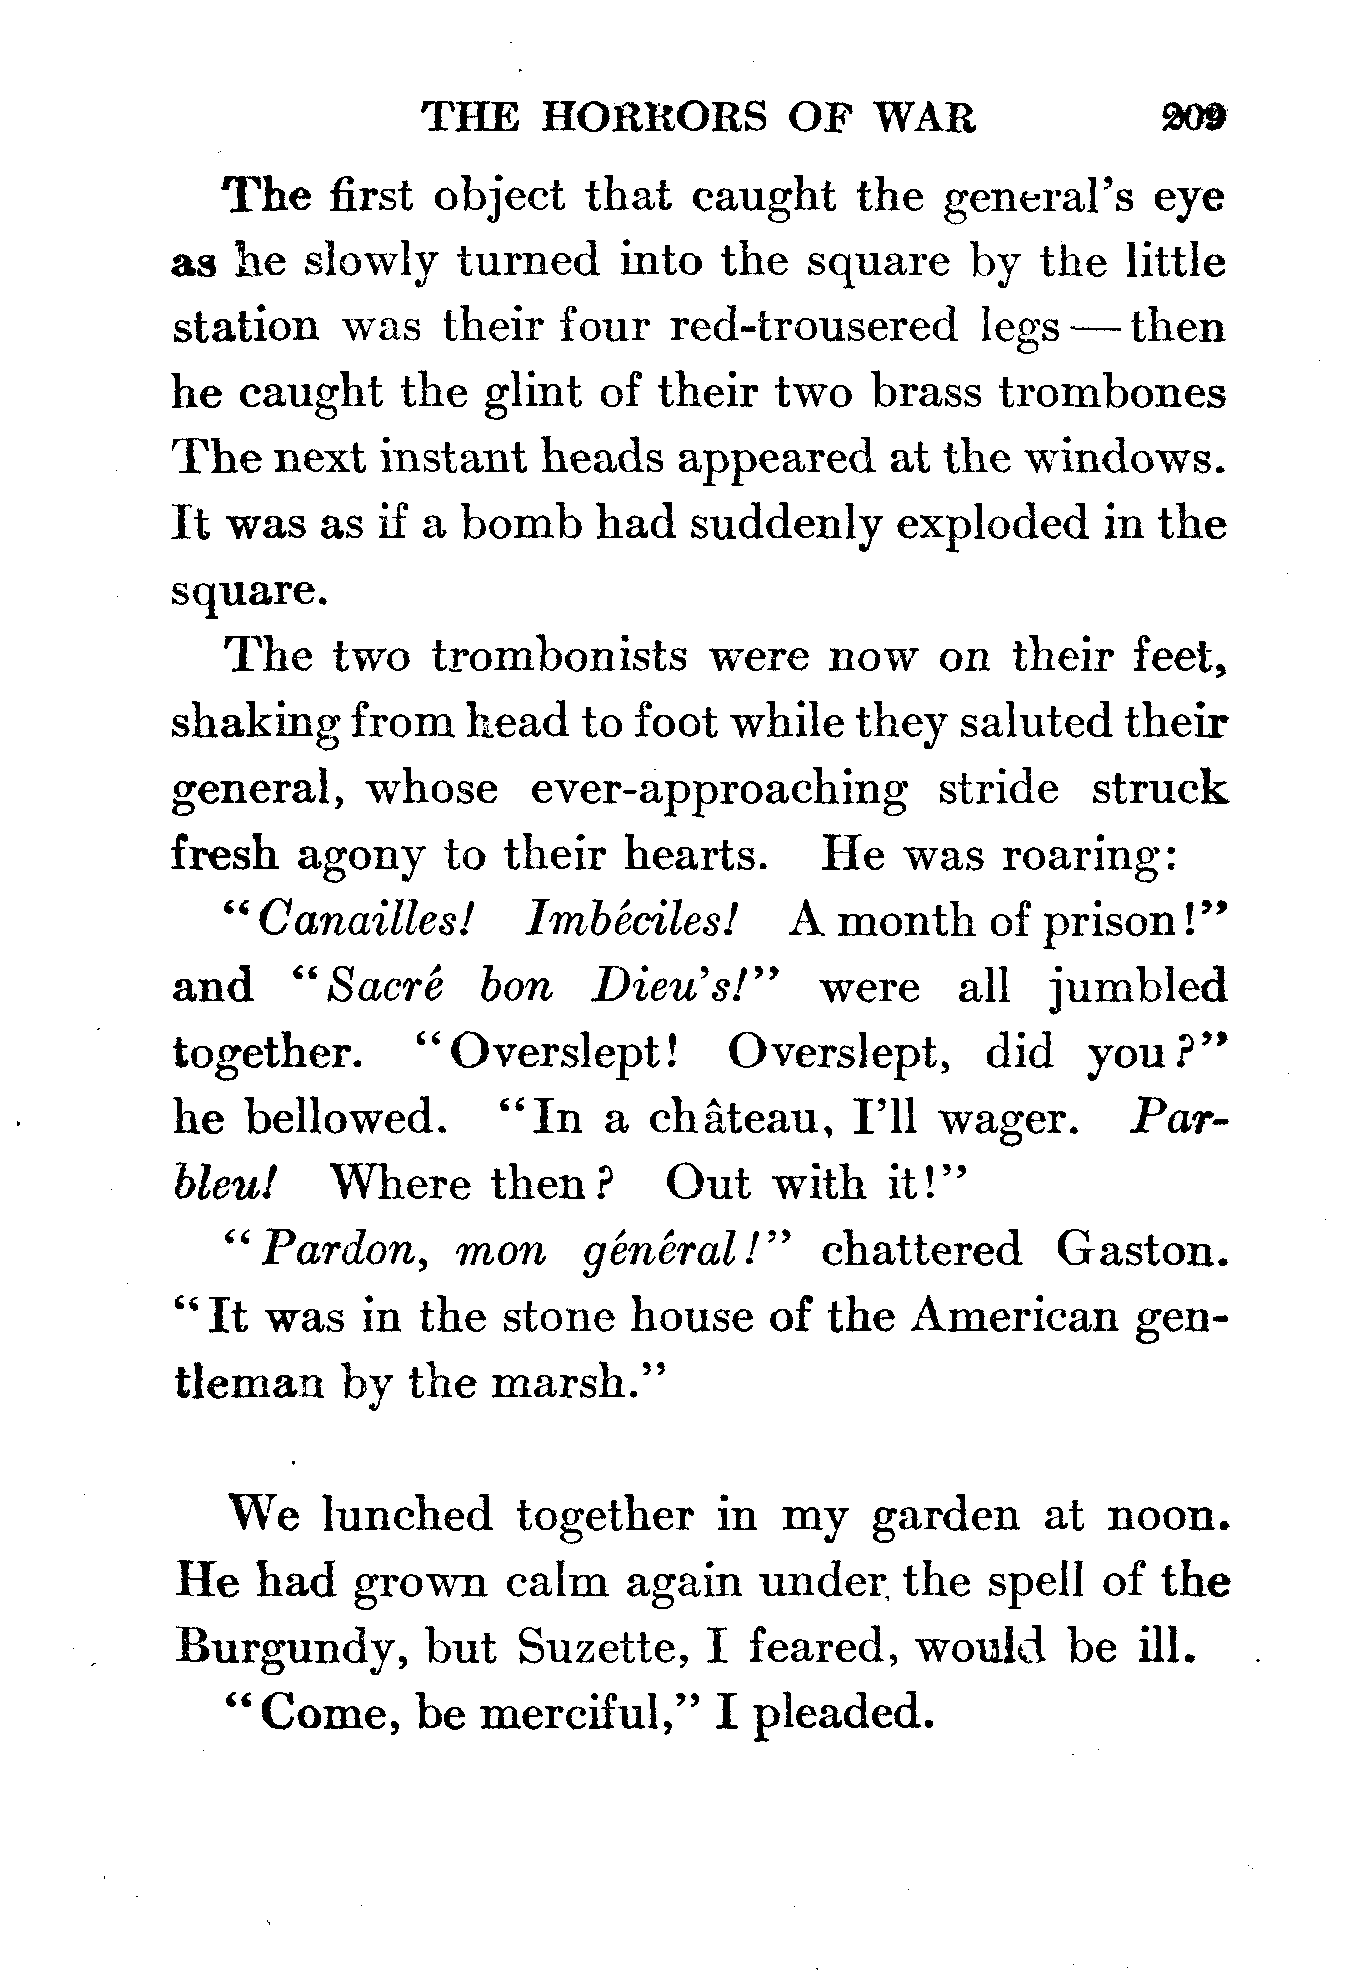 THE HORRORS OF WAR 209
The first object that caught the general's eye
as he slowly turned into the square by the little
station was their four red-trousered legs — then
he caught the glint of their two brass trombones
The next instant heads appeared at the windows.
It was as if a bomb had suddenly exploded in the
square.
The two trombonists were now on their feet,
shaking from head to foot while they saluted their
general, whose ever-approaching stride struck
fresh agony to their hearts. He was roaring:
"Canailles! Imbéciles! A month of prison!"
and "Sacré bon Dieu's!" were all jumbled
together. "Overslept! Overslept, did you?"
he bellowed. "In a château, I'll wager. Par-
bleu! Where then? Out with it!"
"Pardon, mon général!" chattered Gaston.
"It was in the stone house of the American gen-
tleman by the marsh."
We lunched together in my garden at noon.
He had grown calm again under the spell of the
Burgundy, but Suzette, I feared, would be ill.
"Come, be merciful," I pleaded.